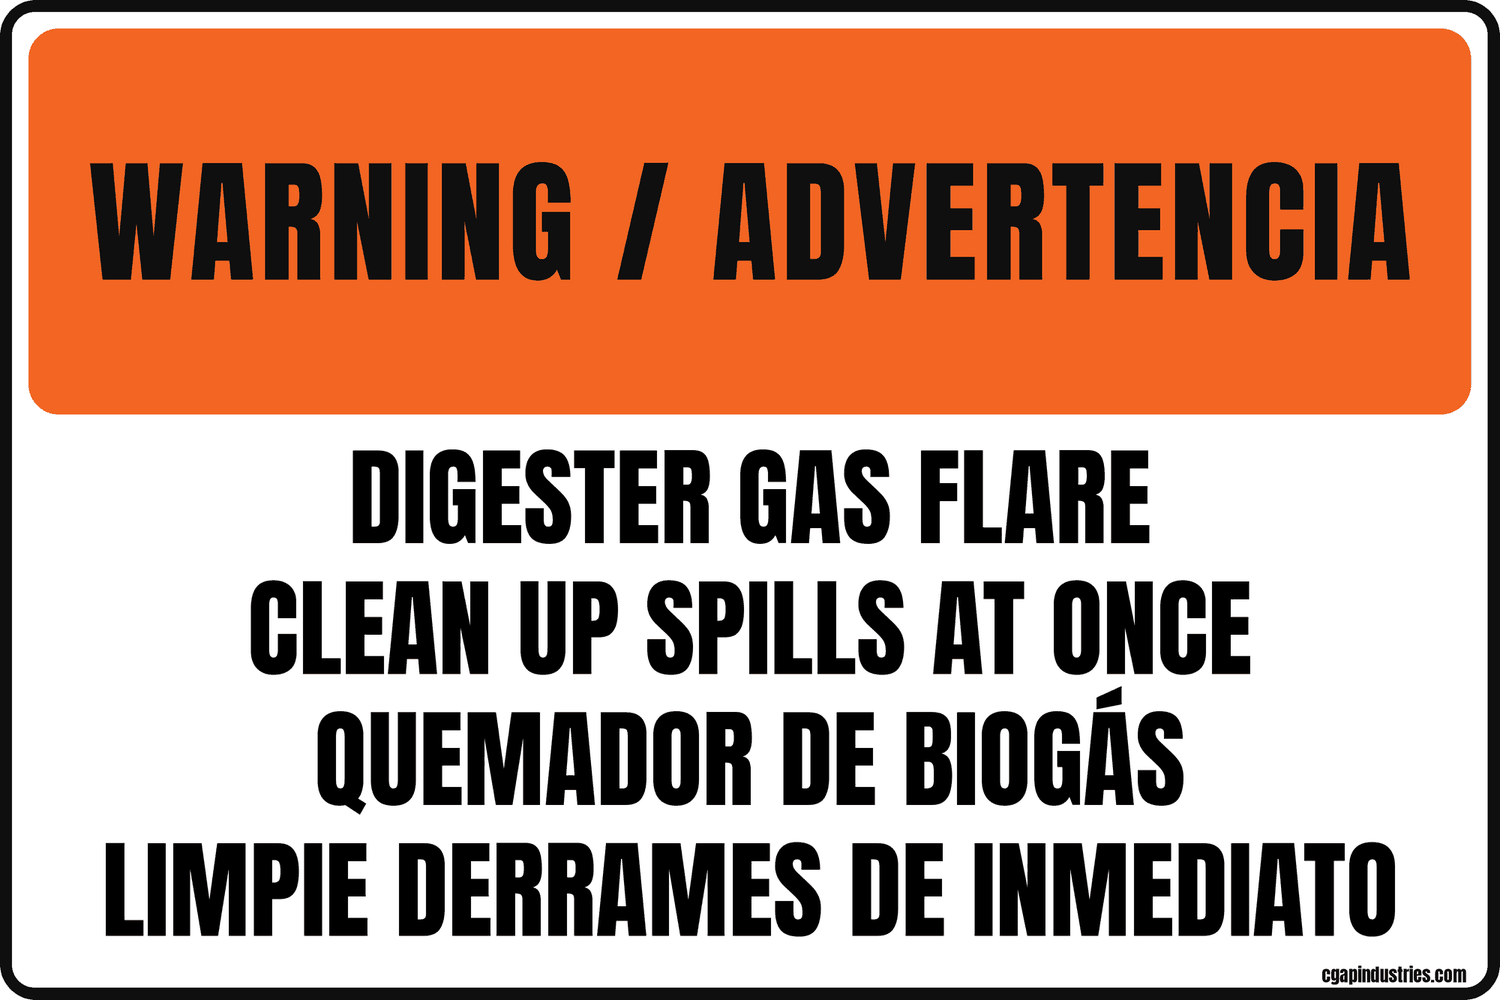 WARNING / ADVERTENCIA
DIGESTER GAS FLARE
CLEAN UP SPILLS AT ONCE
QUEMADOR DE BIOGÁS
LIMPIE DERRAMES DE INMEDIATO
cgapindustries.com